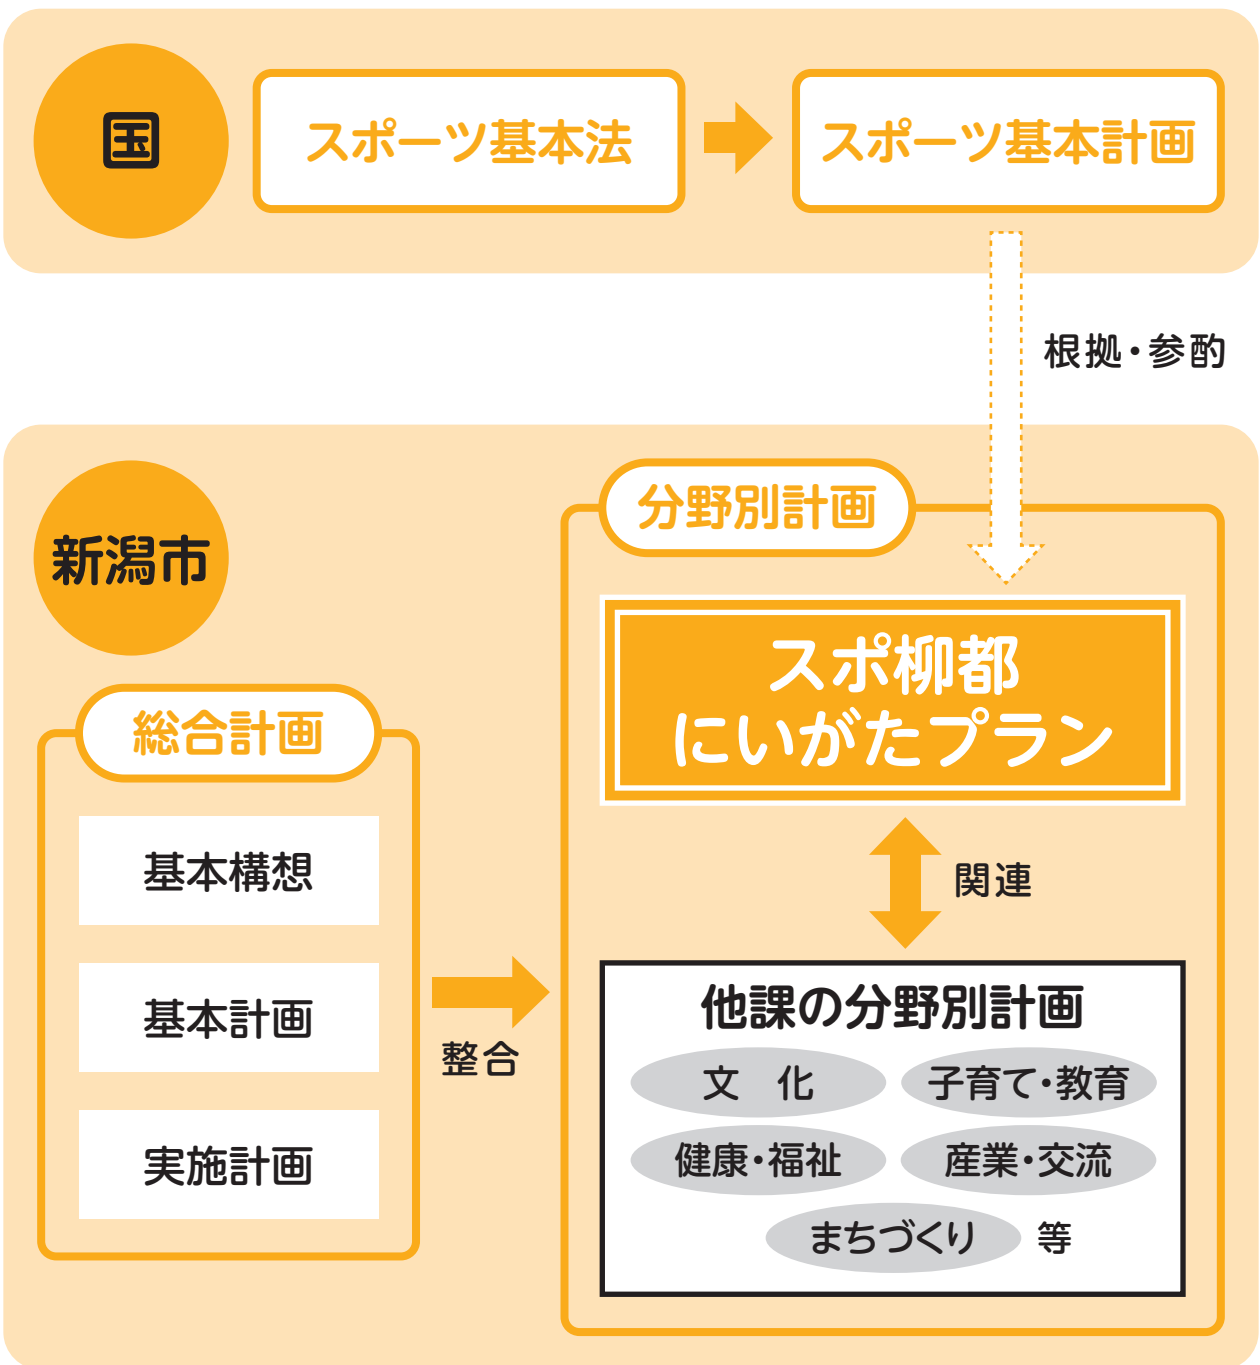 国
スポーツ基本法
スポーツ基本計画
根拠・参酌
新潟市
総合計画
基本構想
基本計画
実施計画
整合
分野別計画
スポ柳都
にいがたプラン
関連
他課の分野別計画
文　化
子育て・教育
健康・福祉
産業・交流
まちづくり 等